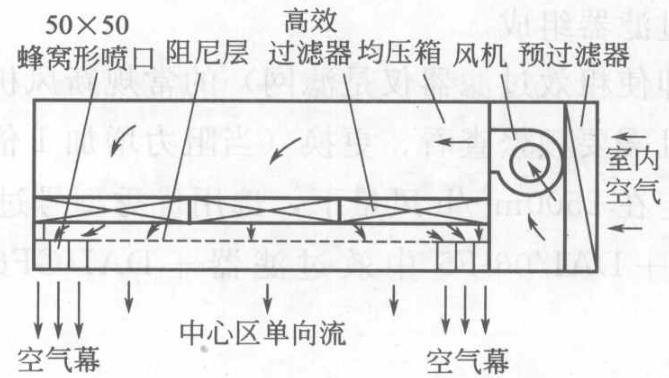 50×50
蜂窝形喷口
阻尼层
高效
过滤器
均压箱
风机
预过滤器
室内
空气
中心区单向流
空气幕
空气幕